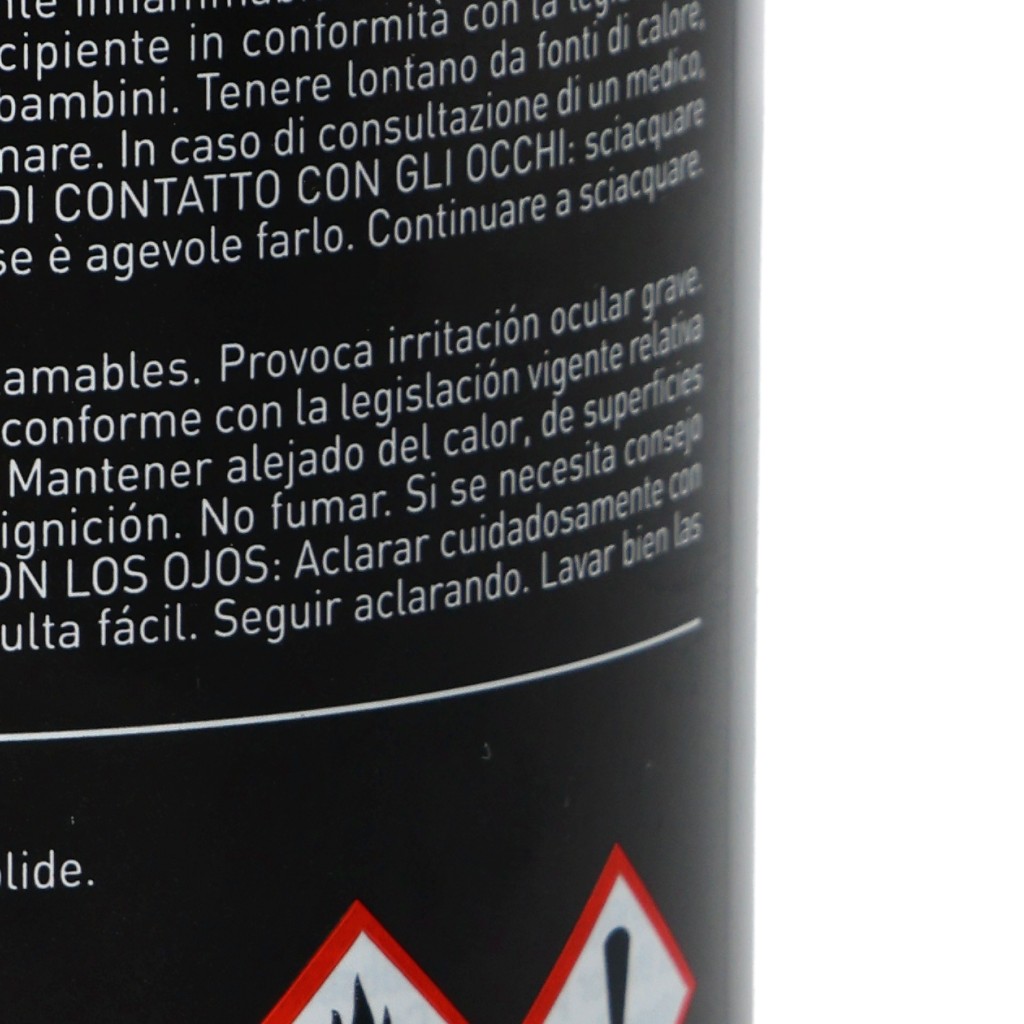 cipiente in conformità con la
bambini. Tenere lontano da fonti di calore,
In caso di consultazione di un medico,
DI CONTATTO CON GLI OCCHI: sciacquare
se è agevole farlo. Continuare a sciacquare.
amables. Provoca irritación ocular grave.
conforme con la legislación vigente relativa
Mantener alejado del calor, de superficies
ignición. No fumar. Si se necesita consejo
ON LOS OJOS: Aclarar cuidadosamente con
ulta fácil. Seguir aclarando. Lavar bien las
lide.